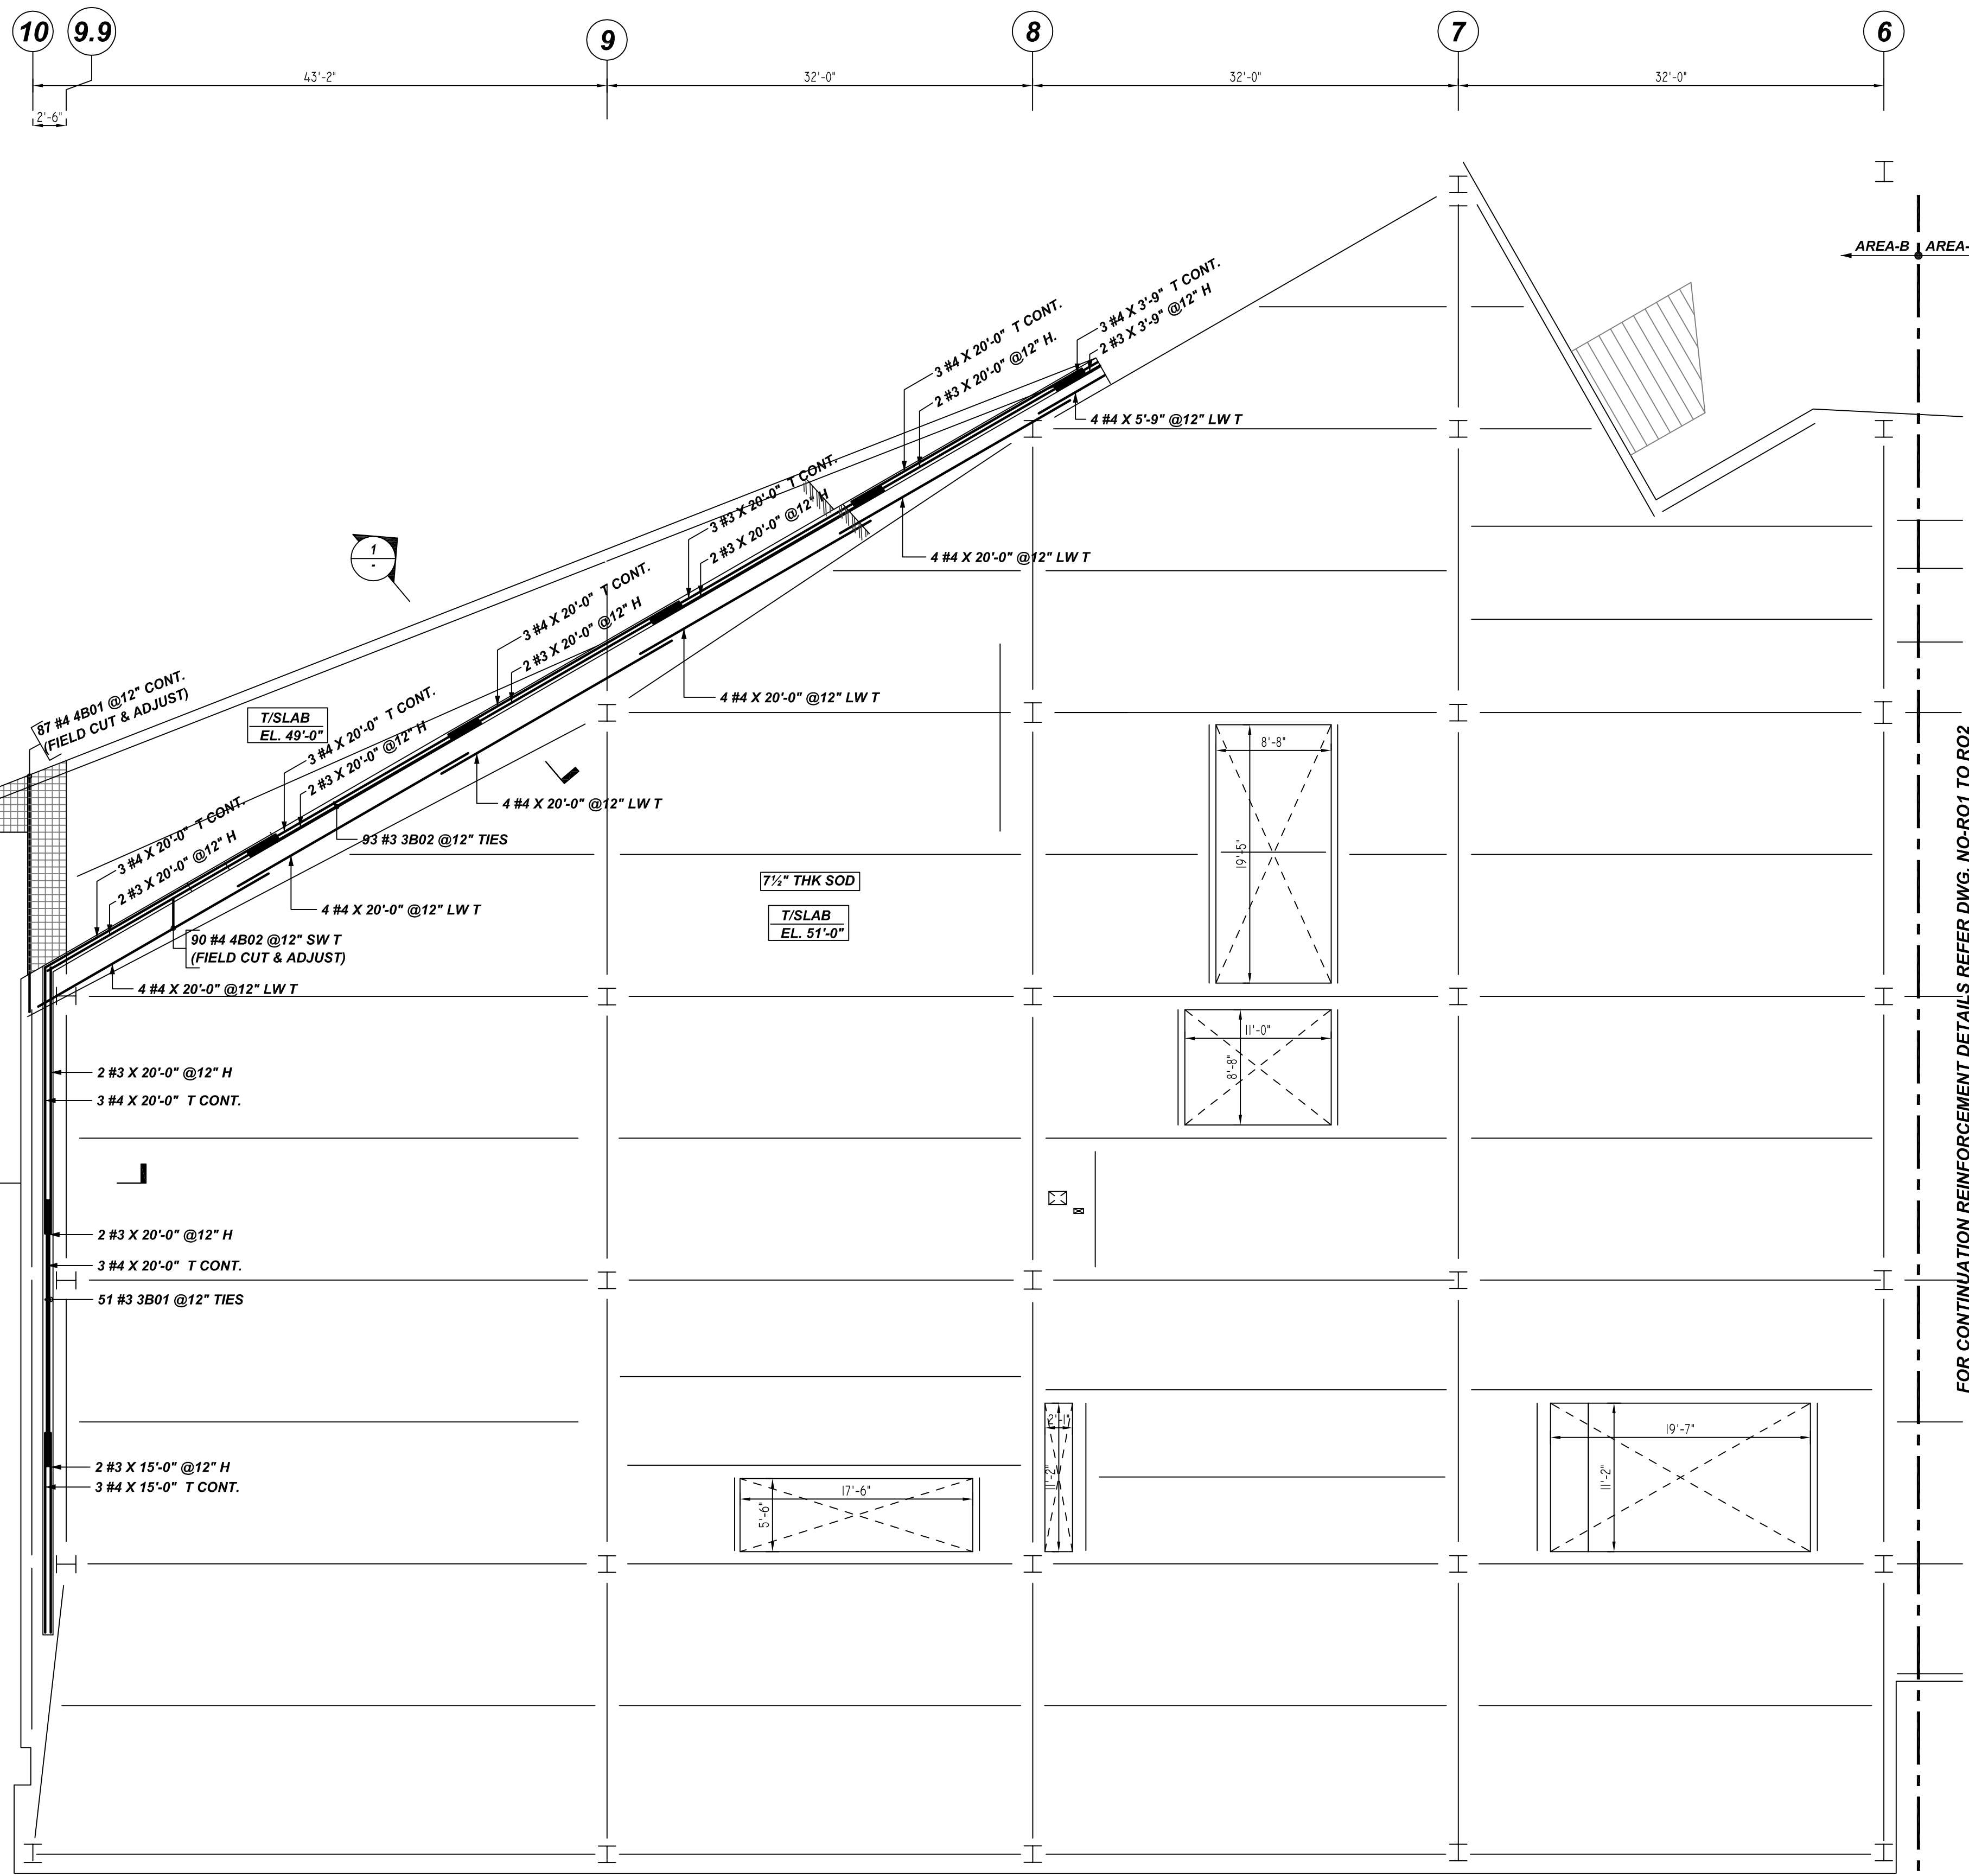 10
9.9
9
8
7
6
43'-2"
32'-0"
32'-0"
32'-0"
2'-6"
AREA-B
AREA-
3 #4 X 3'-9" T CONT.
2 #3 X 3'-9" @12" H
3 #4 X 20'-0" T CONT.
2 #3 X 20'-0" @12" H.
4 #4 X 5'-9" @12" LW T
3 #3 X 20'-0" T CONT.
2 #3 X 20'-0" @12" H
4 #4 X 20'-0" @12" LW T
1
-
3 #4 X 20'-0" T CONT.
2 #3 X 20'-0" @12" H
4 #4 X 20'-0" @12" LW T
87 #4 4B01 @12" CONT.
(FIELD CUT & ADJUST)
T/SLAB
EL. 49'-0"
3 #4 X 20'-0" T CONT.
2 #3 X 20'-0" @12" H
4 #4 X 20'-0" @12" LW T
93 #3 3B02 @12" TIES
3 #4 X 20'-0" T CONT.
2 #3 X 20'-0" @12" H
4 #4 X 20'-0" @12" LW T
90 #4 4B02 @12" SW T
(FIELD CUT & ADJUST)
4 #4 X 20'-0" @12" LW T
7½" THK SOD
T/SLAB
EL. 51'-0"
8'-8"
19'-5"
11'-0"
8'-8"
2 #3 X 20'-0" @12" H
3 #4 X 20'-0" T CONT.
2 #3 X 20'-0" @12" H
3 #4 X 20'-0" T CONT.
51 #3 3B01 @12" TIES
2 #3 X 15'-0" @12" H
3 #4 X 15'-0" T CONT.
17'-6"
5'-6"
2'-1"
11'-2"
19'-7"
11'-2"
FOR CONTINUATION REINFORCEMENT DETAILS REFER DWG. NO-RO1 TO RO2